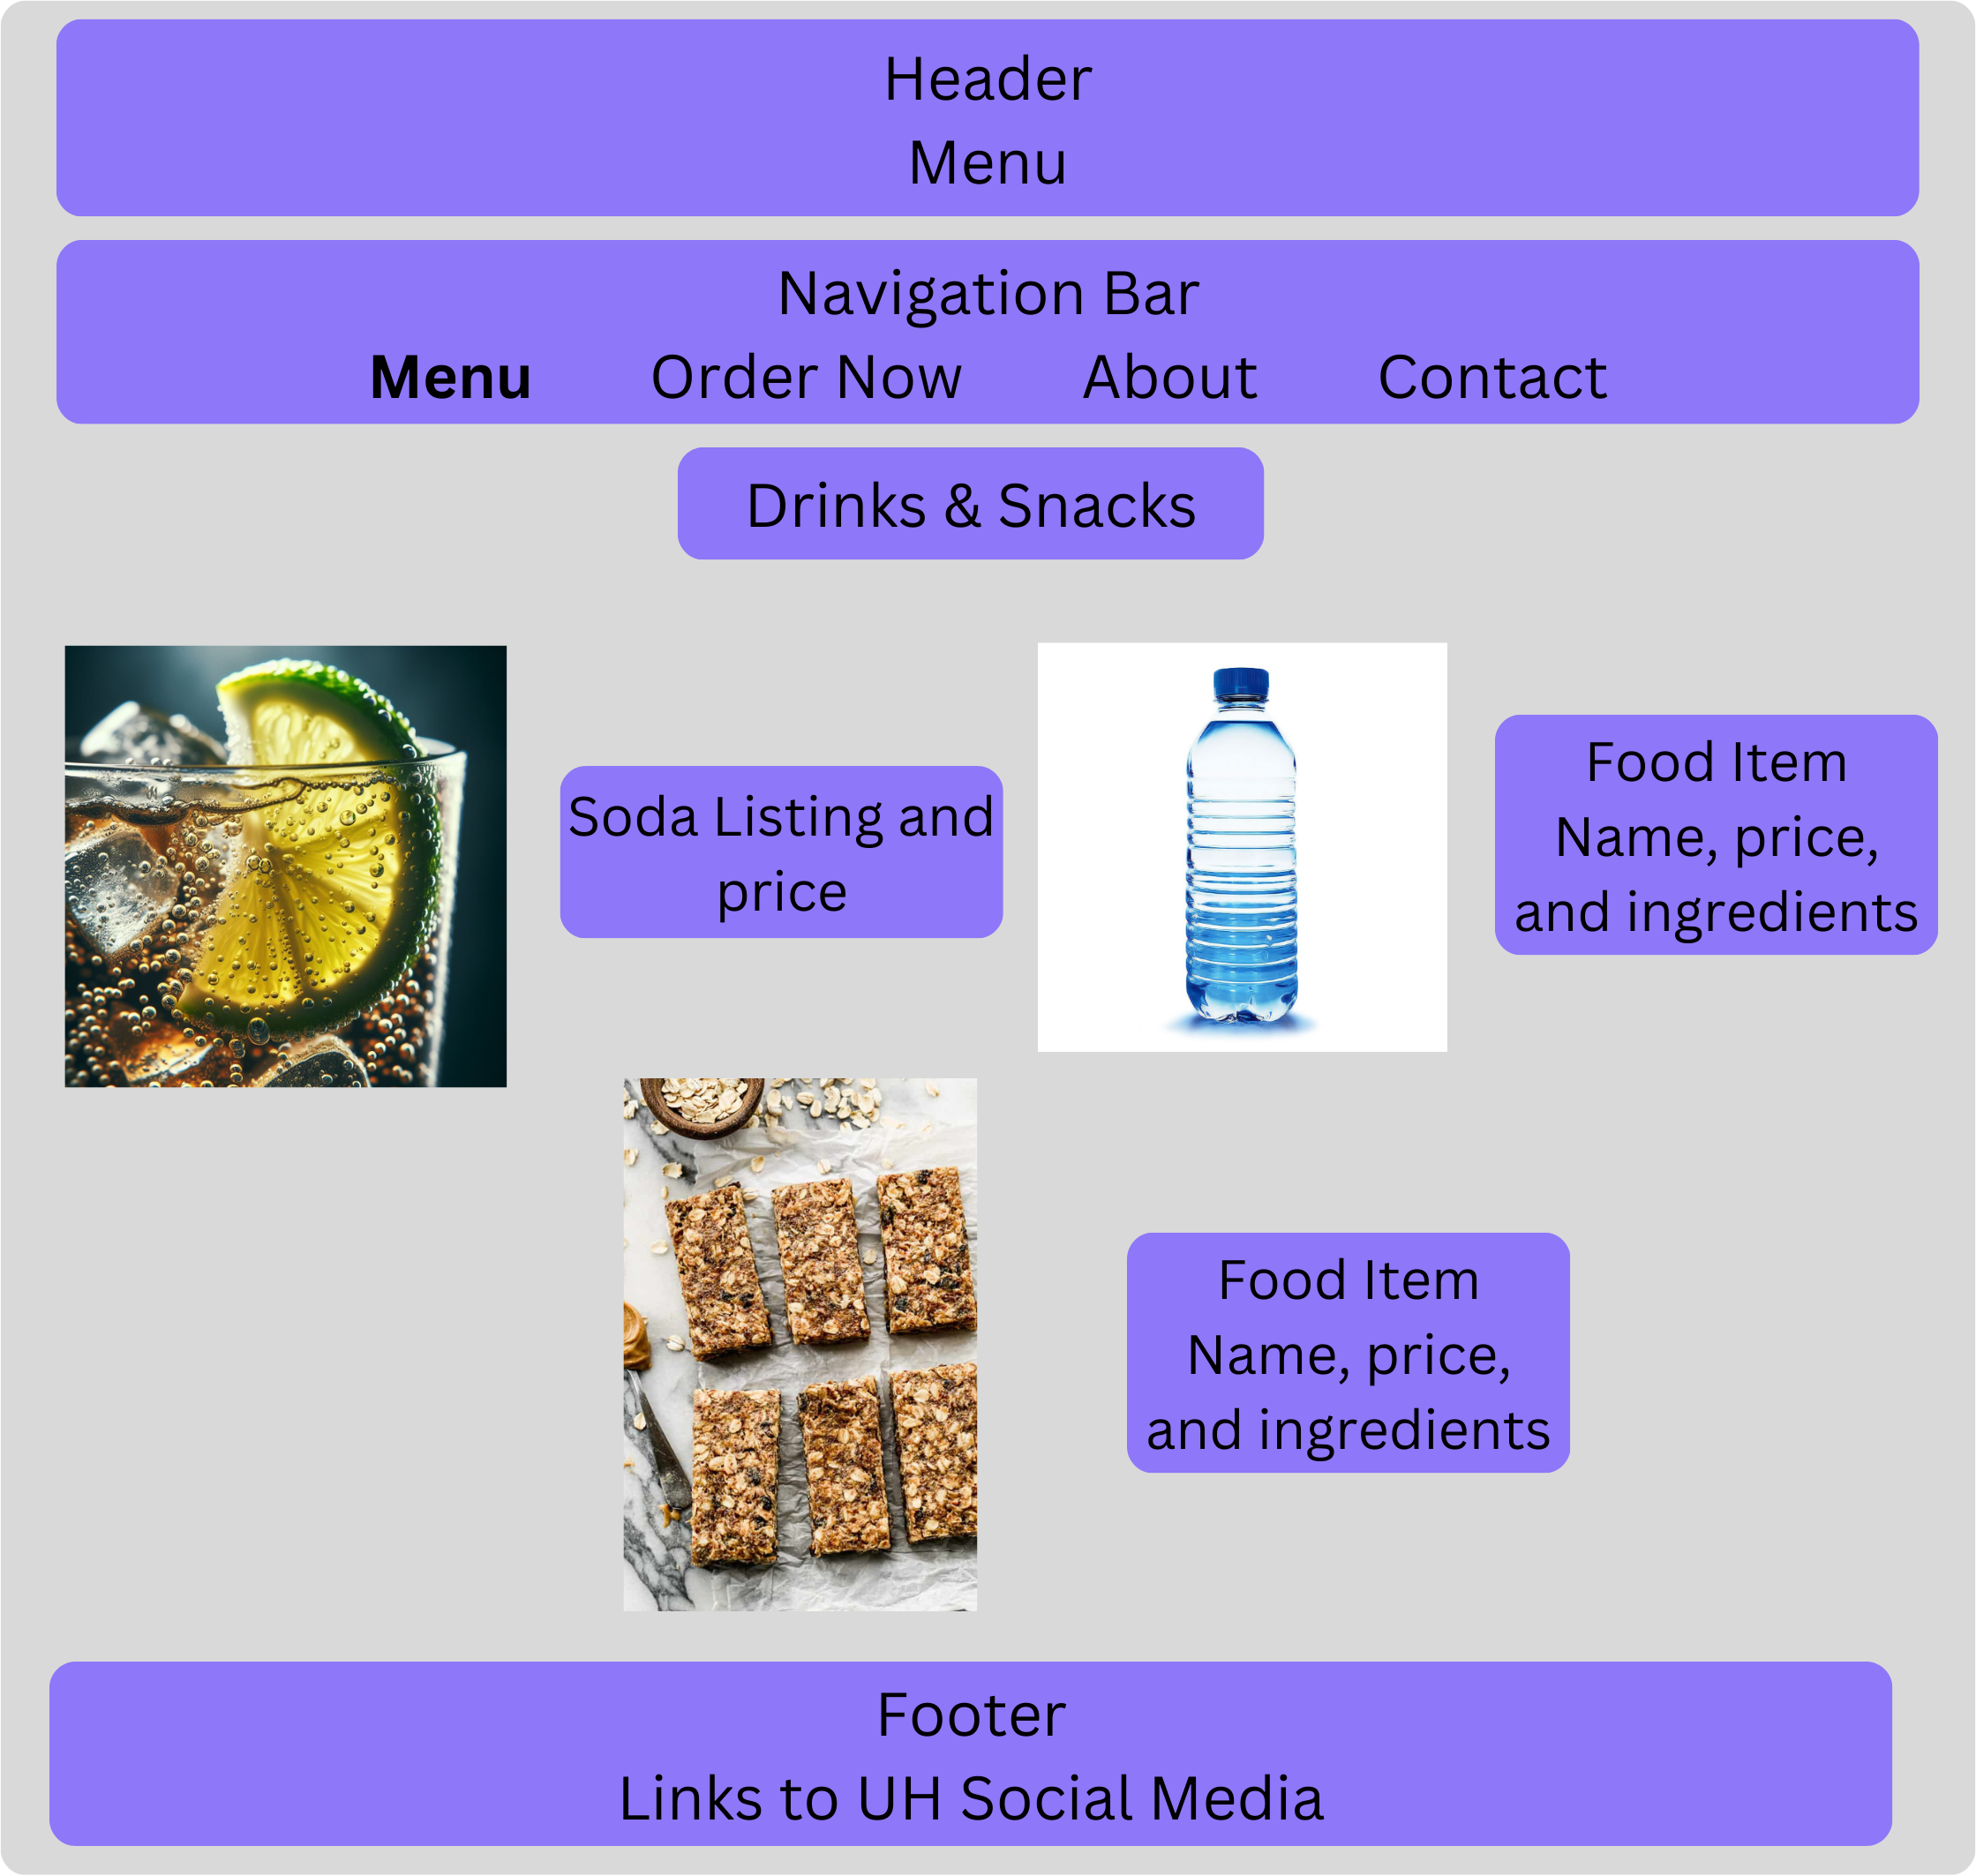 Header
Menu
Navigation Bar
Menu Order Now About Contact
Drinks & Snacks
Soda Listing and
price
Food Item
Name, price,
and ingredients
Food Item
Name, price,
and ingredients
Footer
Links to UH Social Media